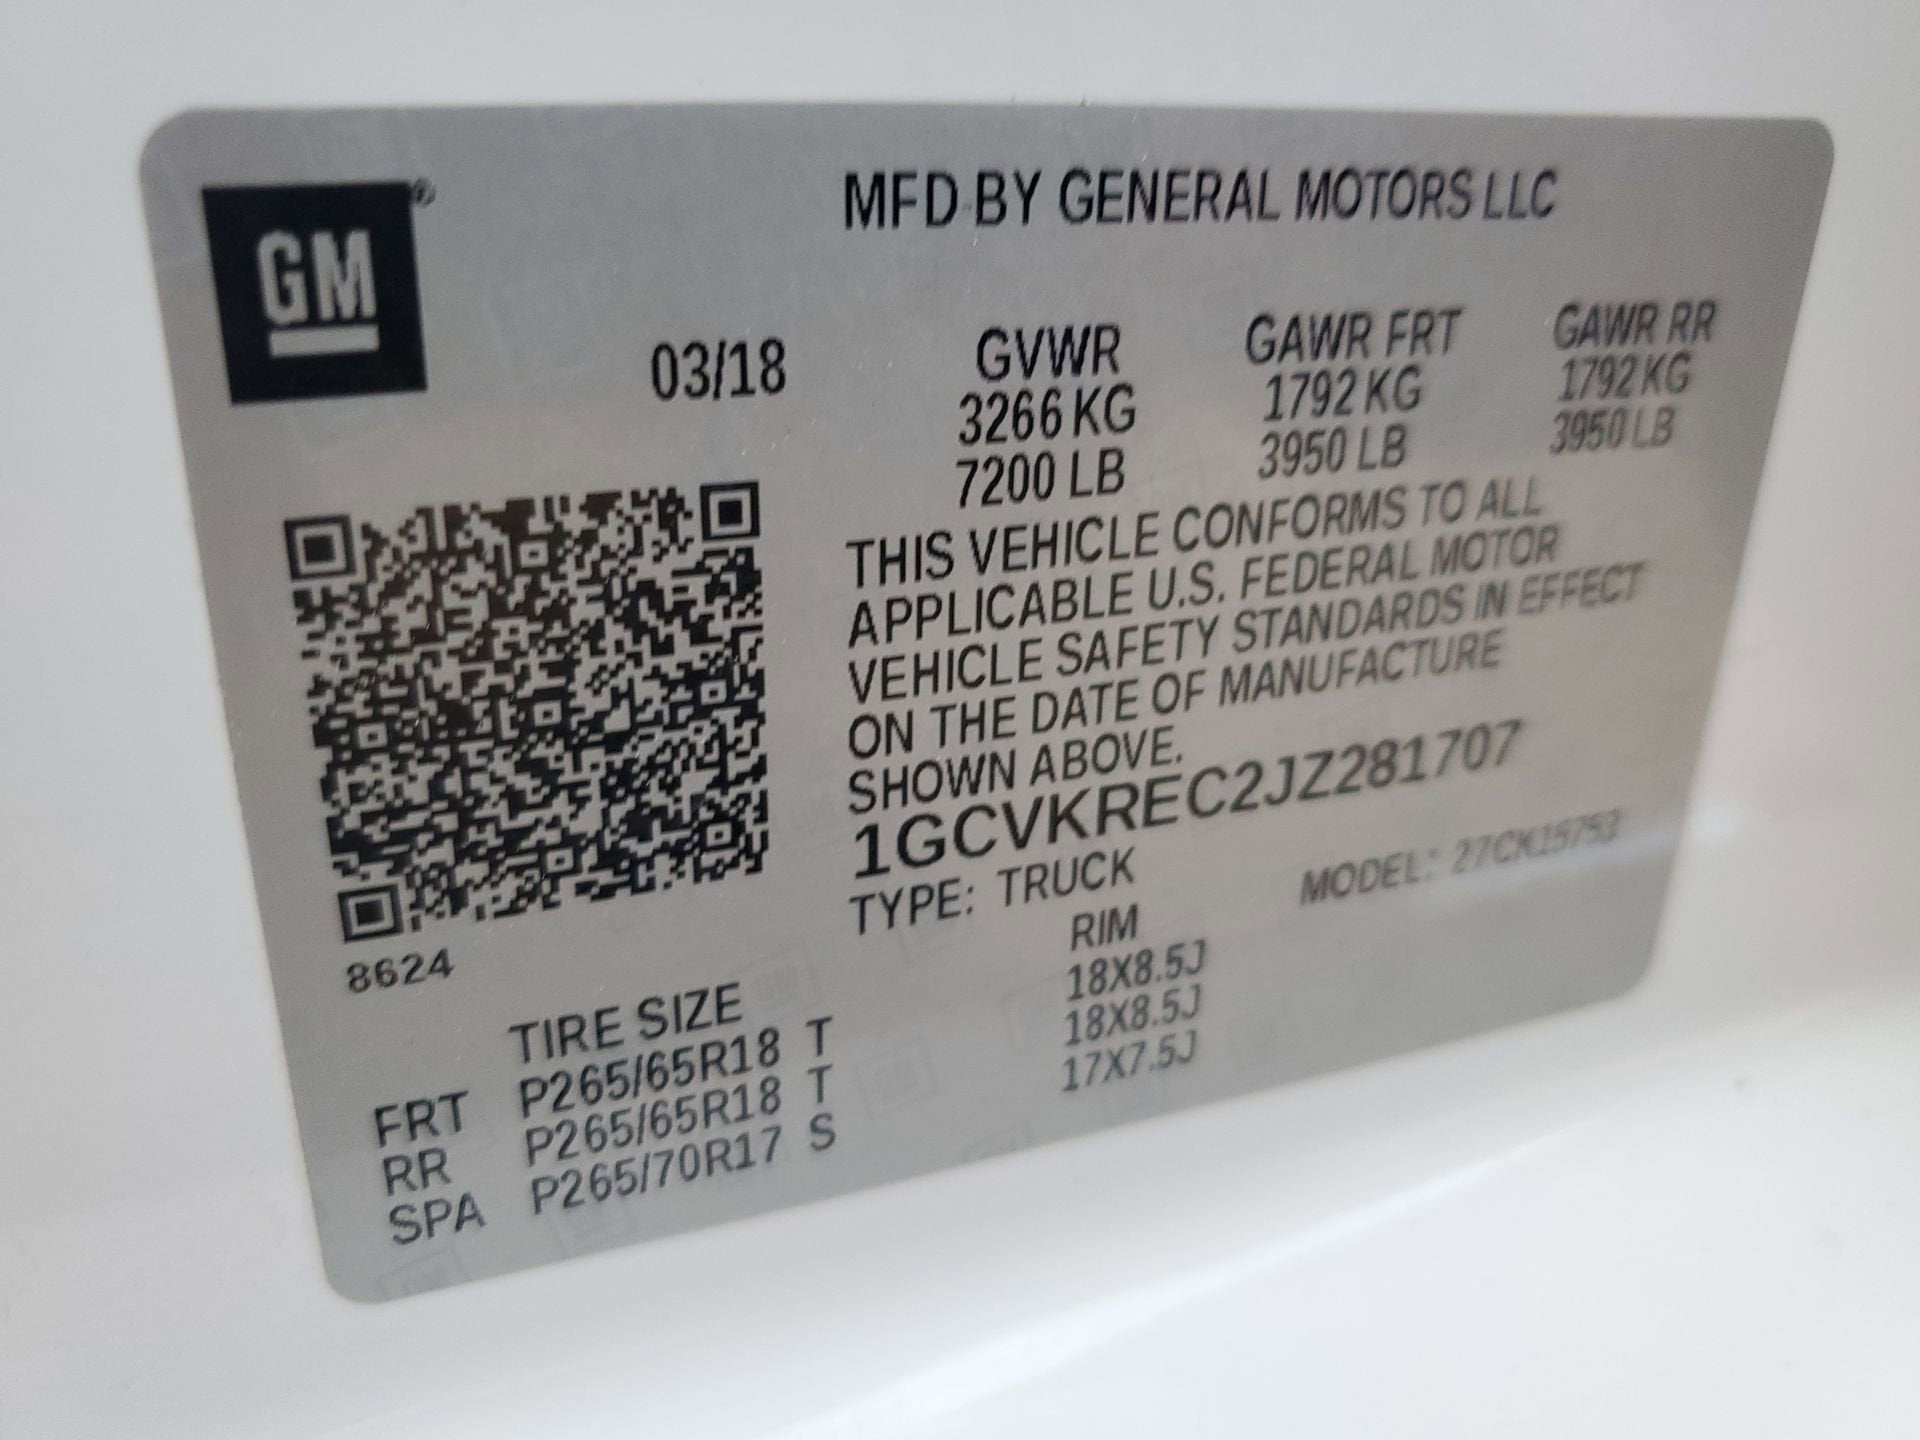 GM®
MFD BY GENERAL MOTORS LLC
03/18 GVWR GAWR FRT GAWR RR
3266 KG 1792 KG 1792 KG
7200 LB 3950 LB 3950 LB
THIS VEHICLE CONFORMS TO ALL
APPLICABLE U.S. FEDERAL MOTOR
VEHICLE SAFETY STANDARDS IN EFFECT
ON THE DATE OF MANUFACTURE
SHOWN ABOVE.
1GCVKREC2JZ281707
TYPE: TRUCK MODEL: 27CK15753
8624
TIRE SIZE RIM
FRT P265/65R18 T 18X8.5J
RR P265/65R18 T 18X8.5J
SPA P265/70R17 S 17X7.5J